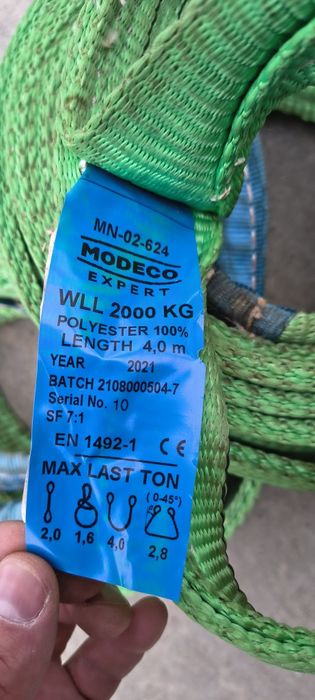 MN-02-624
MODECO
EXPERT
WLL 2000 KG
POLYESTER 100%
LENGTH 4,0 m
YEAR 2021
BATCH 2108000504-7
Serial No. 10
SF 7:1
EN 1492-1 CE
MAX LAST TON
(0-45°)
2,0 1,6 4,0 2,8